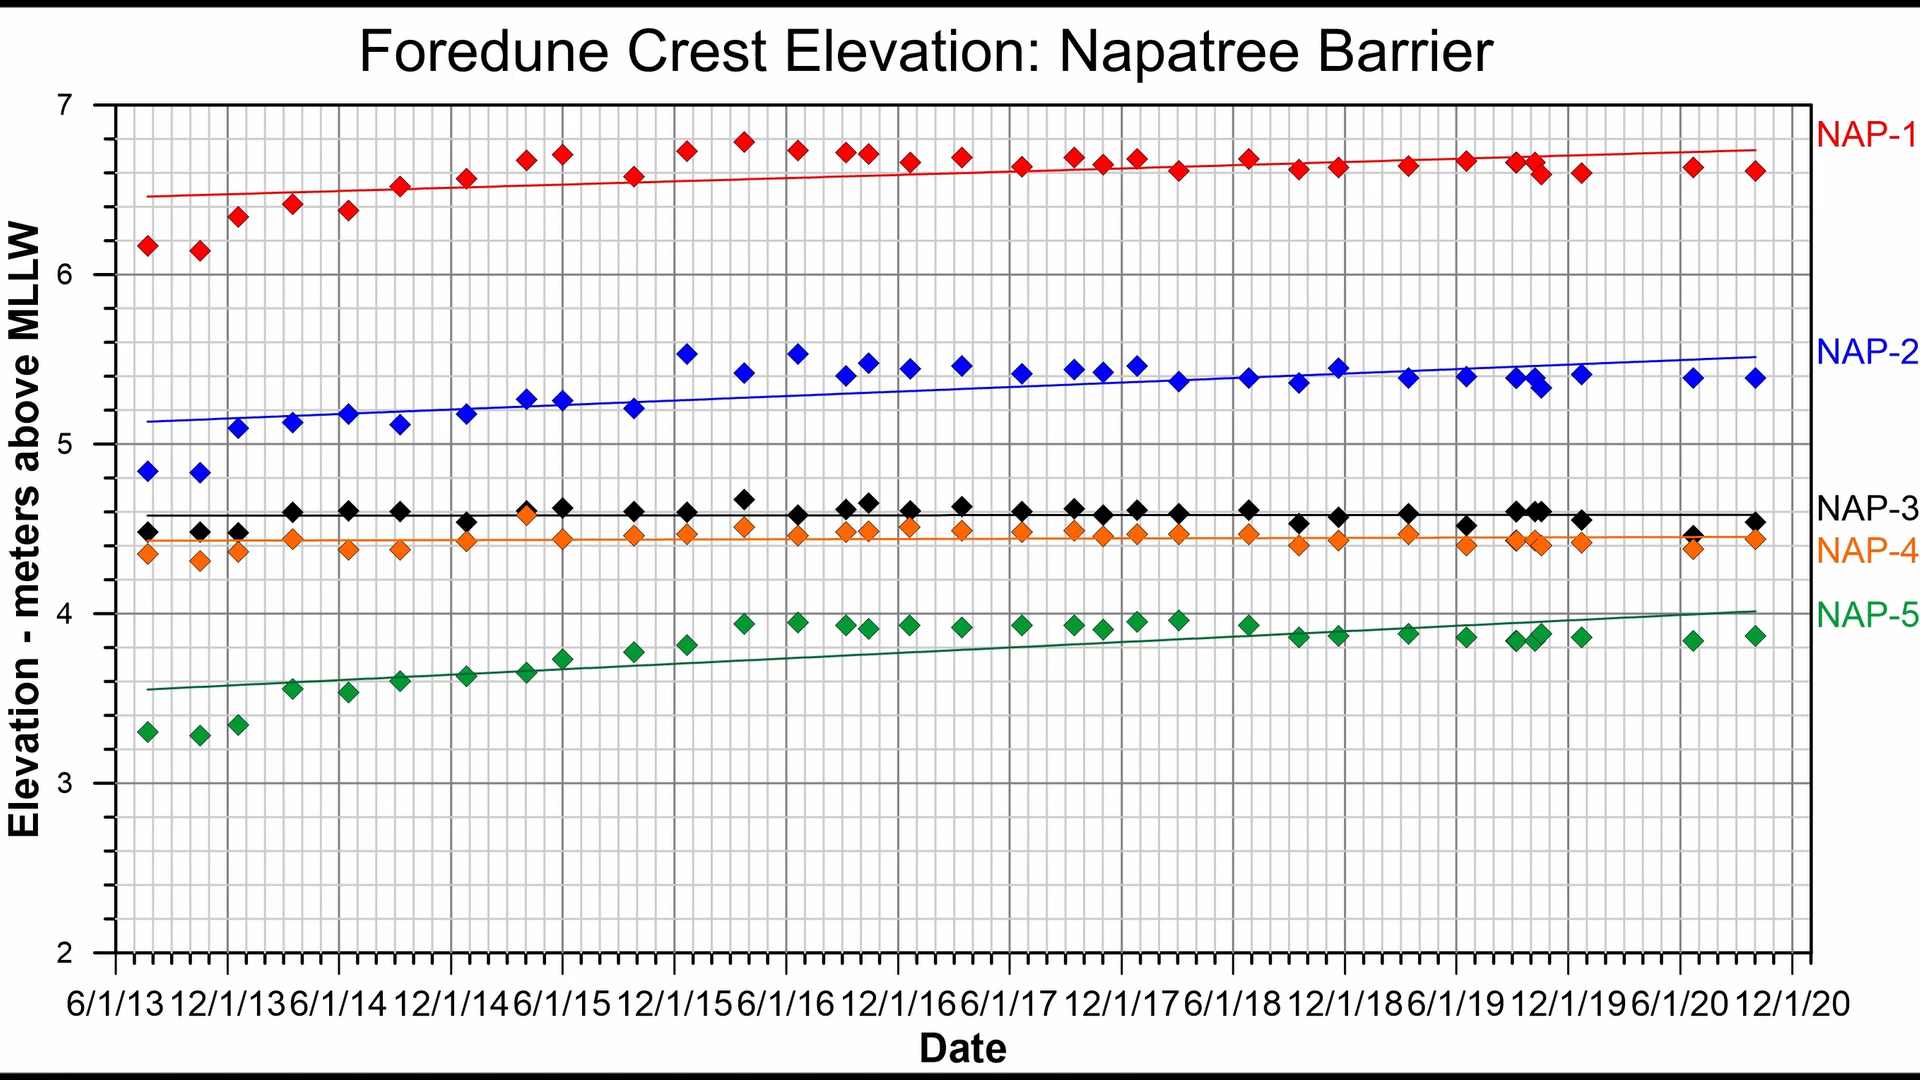 Foredune Crest Elevation: Napatree Barrier
Elevation - meters above MLLW
7
6
5
4
3
2
NAP-1
NAP-2
NAP-3
NAP-4
NAP-5
6/1/13 12/1/13 6/1/14 12/1/14 6/1/15 12/1/15 6/1/16 12/1/16 6/1/17 12/1/17 6/1/18 12/1/18 6/1/19 12/1/19 6/1/20 12/1/20
Date